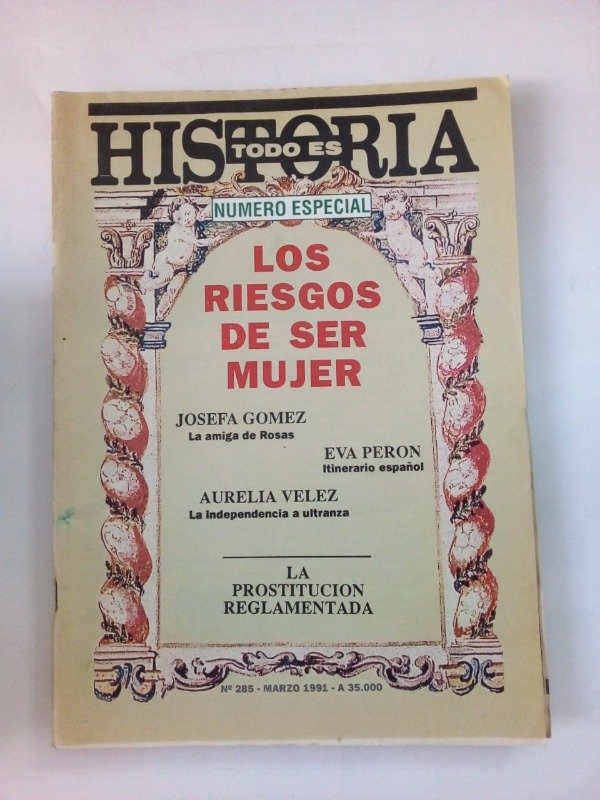 HISTORIA
TODO ES
NUMERO ESPECIAL
LOS
RIESGOS
DE SER
MUJER
JOSEFA GOMEZ
La amiga de Rosas
EVA PERON
Itinerario español
AURELIA VELEZ
La independencia a ultranza
LA
PROSTITUCION
REGLAMENTADA
Nº 285 - MARZO 1991 - A 35.000